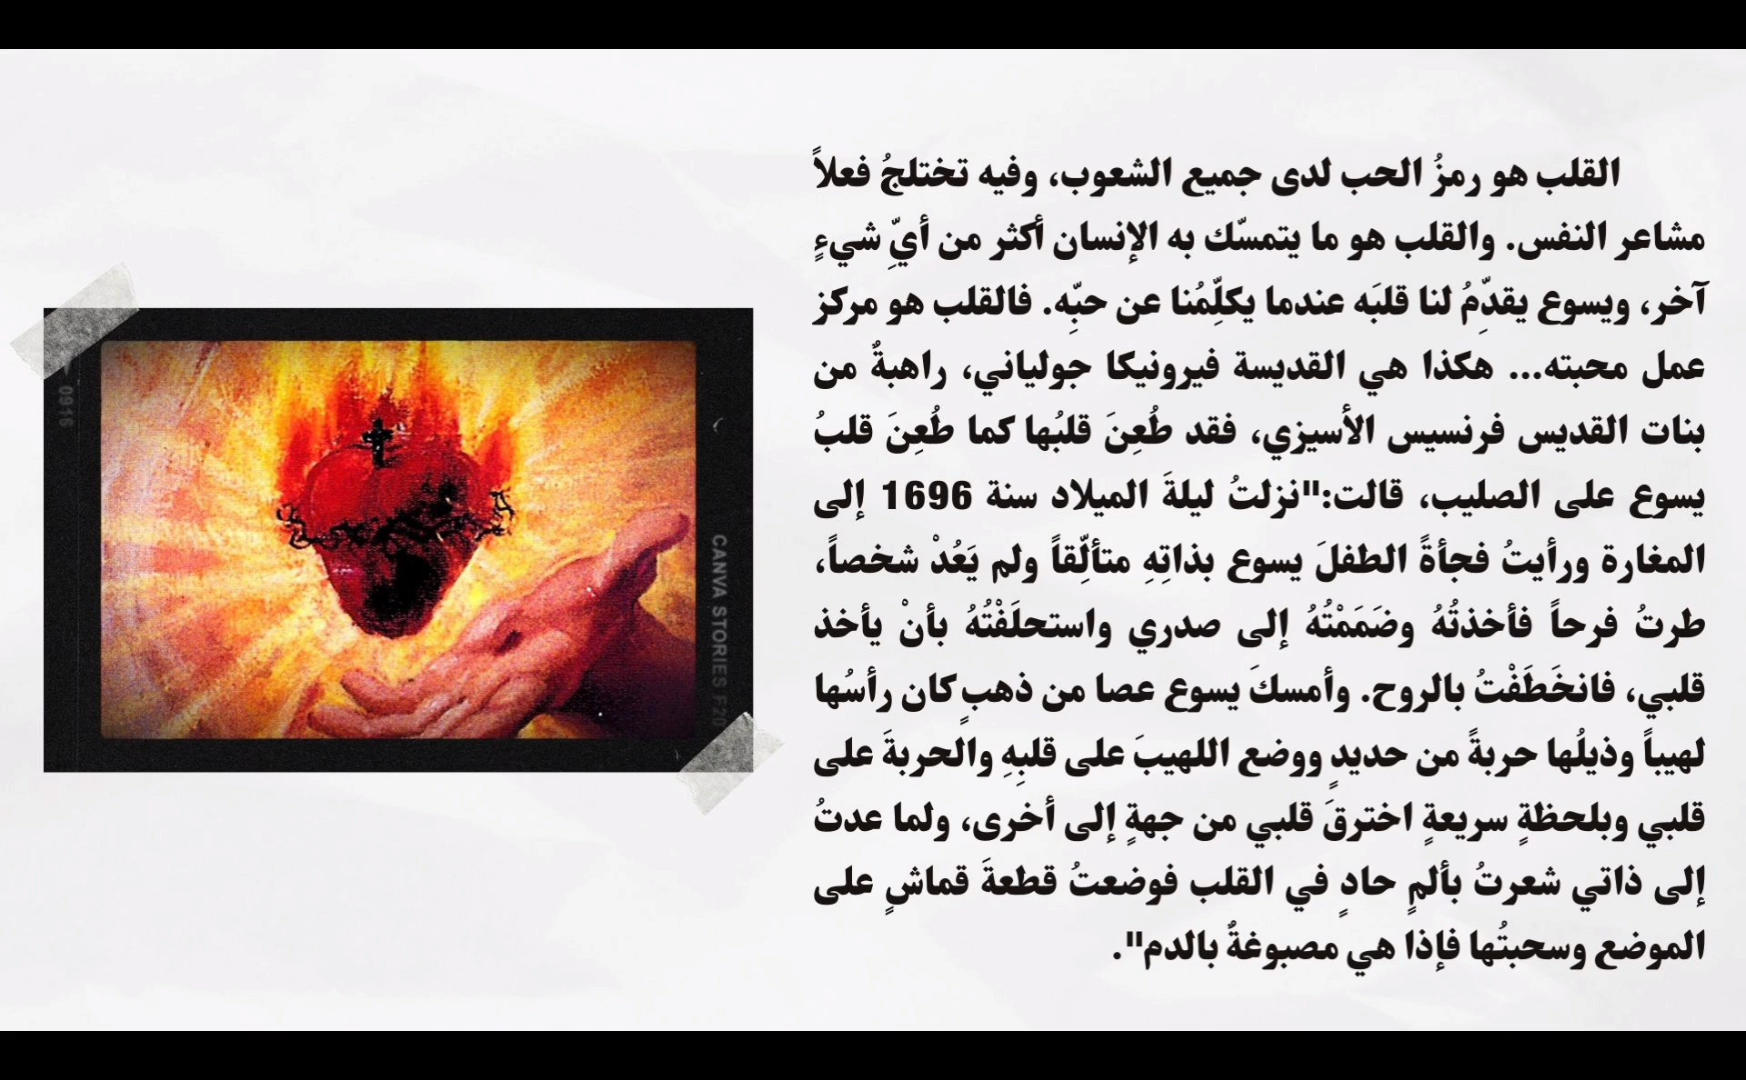 القلب هو رمزُ الحب لدى جميع الشعوب، وفيه تختلجُ فعلاً
مشاعر النفس. والقلب هو ما يتمسّك به الإنسان أكثر من أيِّ شيءٍ
آخر، ويسوع يقدِّمُ لنا قلبَه عندما يكلِّمُنا عن حبِّه. فالقلب هو مركز
عمل محبته... هكذا هي القديسة فيرونيكا جولياني، راهبةٌ من
بنات القديس فرنسيس الأسيزي، فقد طُعِنَ قلبُها كما طُعِنَ قلبُ
يسوع على الصليب، قالت:"نزلتُ ليلةَ الميلاد سنة 1696 إلى
المغارة ورأيتُ فجأةً الطفلَ يسوع بذاتِهِ متألِّقاً ولم يَعُدْ شخصاً،
طرتُ فرحاً فأخذتُهُ وضَمَمْتُهُ إلى صدري واستحلَفْتُهُ بأنْ يأخذ
قلبي، فانخَطَفْتُ بالروح. وأمسكَ يسوع عصا من ذهبٍ كان رأسُها
لهيباً وذيلُها حربةً من حديدٍ ووضع اللهيبَ على قلبِهِ والحربةَ على
قلبي وبلحظةٍ سريعةٍ اخترقَ قلبي من جهةٍ إلى أخرى، ولما عدتُ
إلى ذاتي شعرتُ بألمٍ حادٍ في القلب فوضعتُ قطعةَ قماشٍ على
الموضع وسحبتُها فإذا هي مصبوغةٌ بالدم".
0916
CANVA STORIES F20